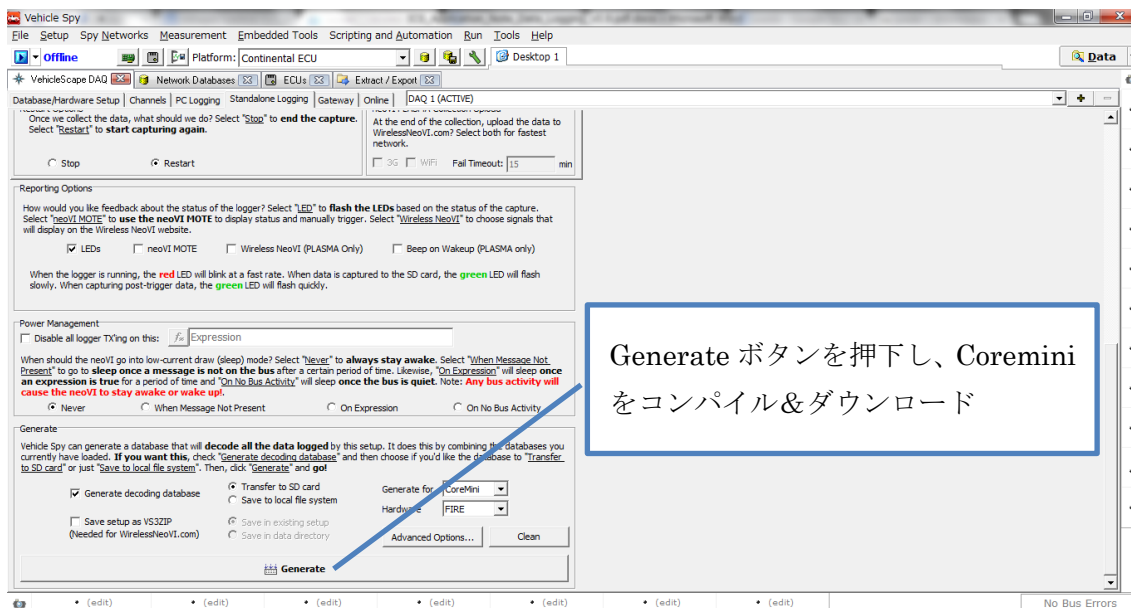 Vehicle Spy
File Setup Spy Networks Measurement Embedded Tools Scripting and Automation Run Tools Help
Offline Platform: Continental ECU Desktop 1 Data
VehicleScape DAQ Network Databases ECUs Extract / Export
Database/Hardware Setup Channels PC Logging Standalone Logging Gateway Online DAQ 1 (ACTIVE)
Once we collect the data, what should we do? Select "Stop" to end the capture.
Select "Restart" to start capturing again.
Stop Restart
At the end of the collection, upload the data to
WirelessNeoVI.com? Select both for fastest
network.
3G WiFi Fail Timeout: 15 min
Reporting Options
How would you like feedback about the status of the logger? Select "LED" to flash the LEDs based on the status of the capture.
Select "neoVI MOTE" to use the neoVI MOTE to display status and manually trigger. Select "Wireless NeoVI" to choose signals that
will display on the Wireless NeoVI website.
LEDs neoVI MOTE Wireless NeoVI (PLASMA Only) Beep on Wakeup (PLASMA only)
When the logger is running, the red LED will blink at a fast rate. When data is captured to the SD card, the green LED will flash
slowly. When capturing post-trigger data, the green LED will flash quickly.
Power Management
Disable all logger TX'ing on this: Expression
When should the neoVI go into low-current draw (sleep) mode? Select "Never" to always stay awake. Select "When Message Not
Present" to go to sleep once a message is not on the bus after a certain period of time. Likewise, "On Expression" will sleep once
an expression is true for a period of time and "On No Bus Activity" will sleep once the bus is quiet. Note: Any bus activity will
cause the neoVI to stay awake or wake up!.
Never When Message Not Present On Expression On No Bus Activity
Generate
Vehicle Spy can generate a database that will decode all the data logged by this setup. It does this by combining the databases you
currently have loaded. If you want this, check "Generate decoding database" and then choose if you'd like the database to "Transfer
to SD card" or just "Save to local file system". Then, click "Generate" and go!
Generate decoding database
Transfer to SD card
Save to local file system
Generate for CoreMini
Hardware FIRE
Save setup as VS3ZIP
(Needed for WirelessNeoVI.com)
Save in existing setup
Save in data directory
Advanced Options... Clean
Generate
Generate ボタンを押下し、Coremini
をコンパイル&ダウンロード
(edit) (edit) (edit) (edit) (edit) (edit) (edit) No Bus Errors